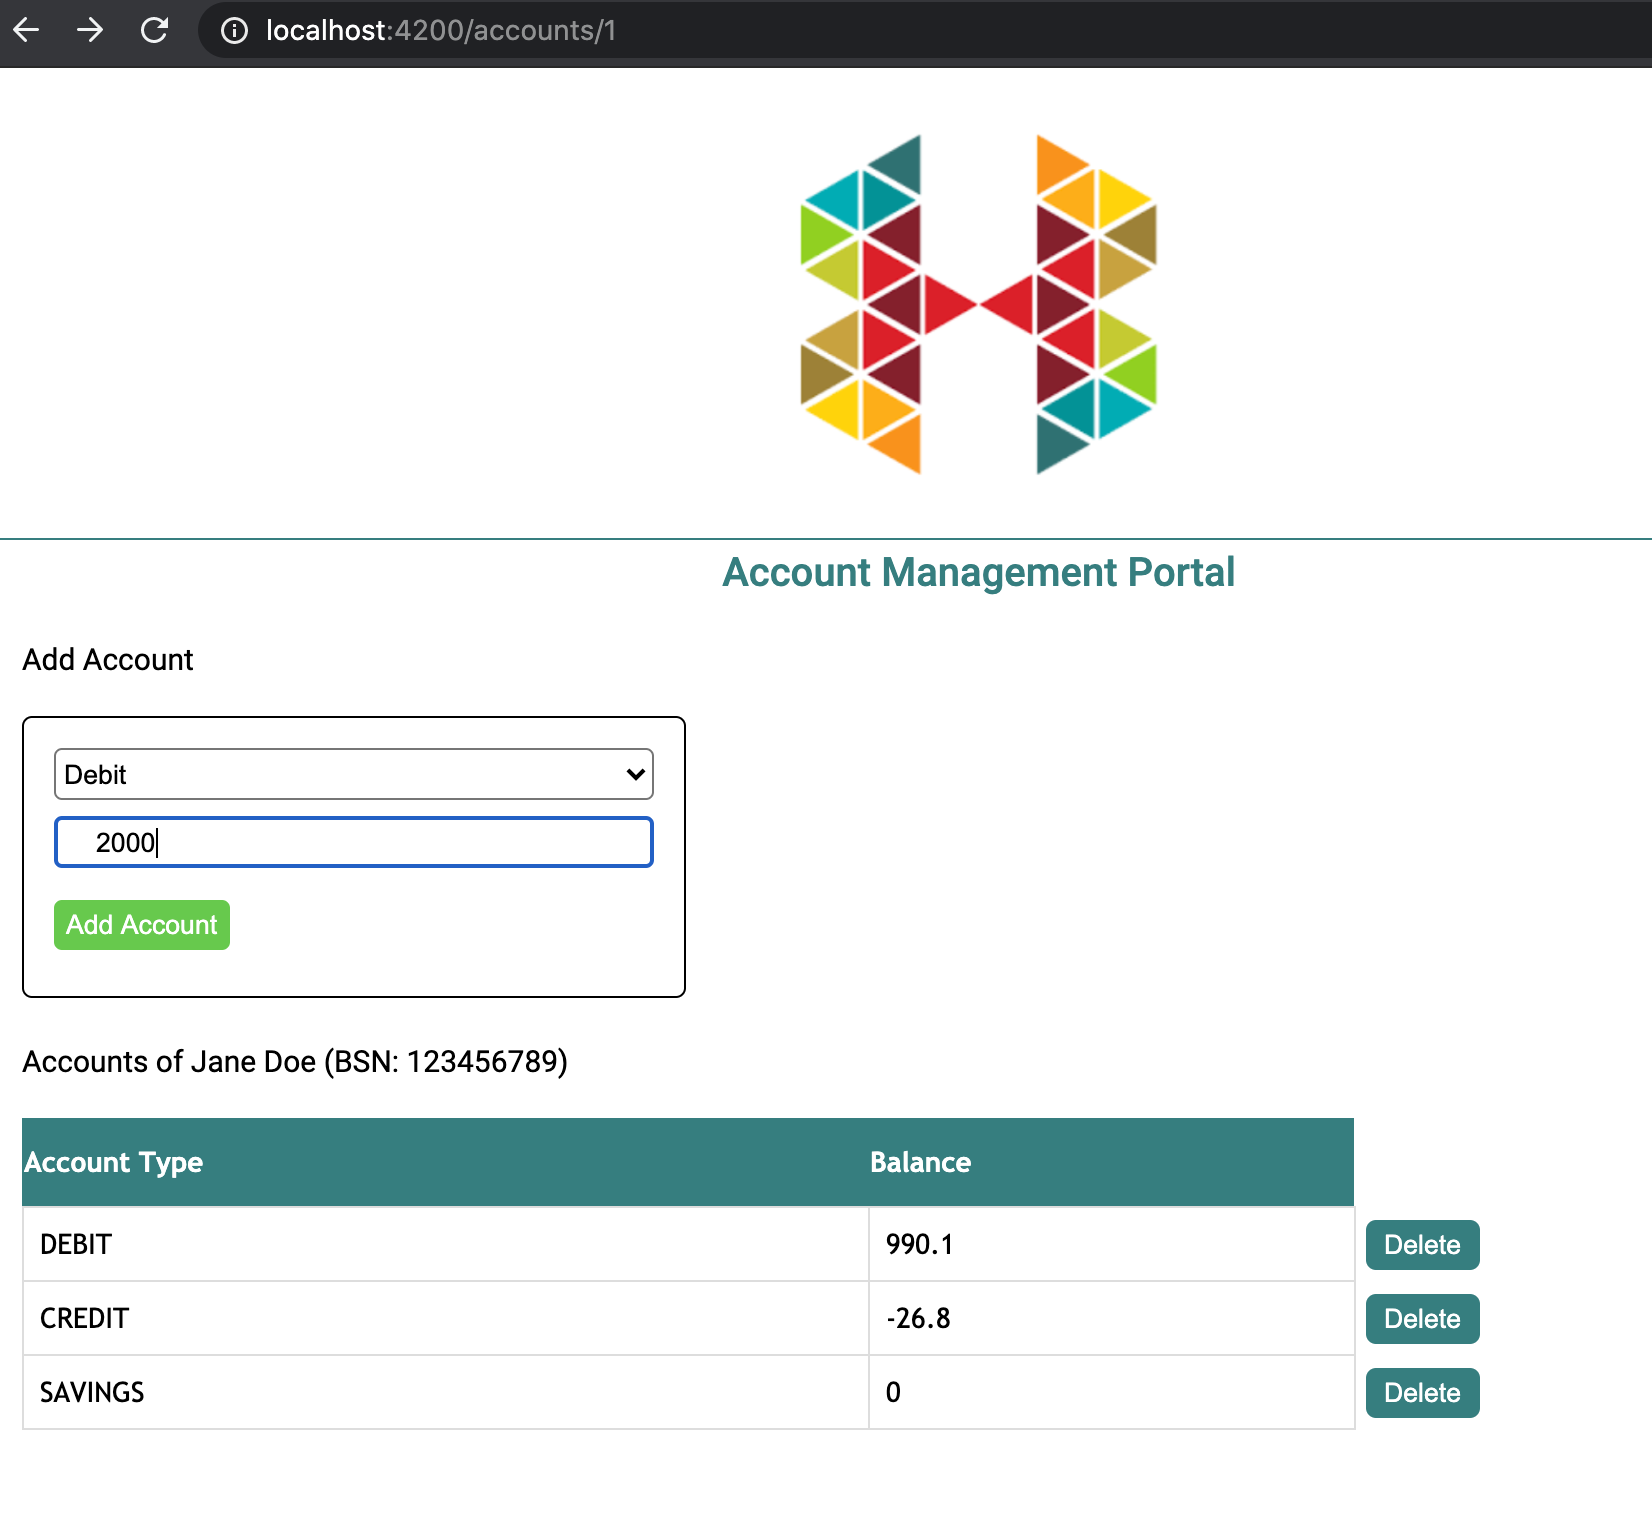 localhost:4200/accounts/1
Account Management Portal
Add Account
Debit
2000
Add Account
Accounts of Jane Doe (BSN: 123456789)
Account Type Balance
DEBIT 990.1 Delete
CREDIT -26.8 Delete
SAVINGS 0 Delete